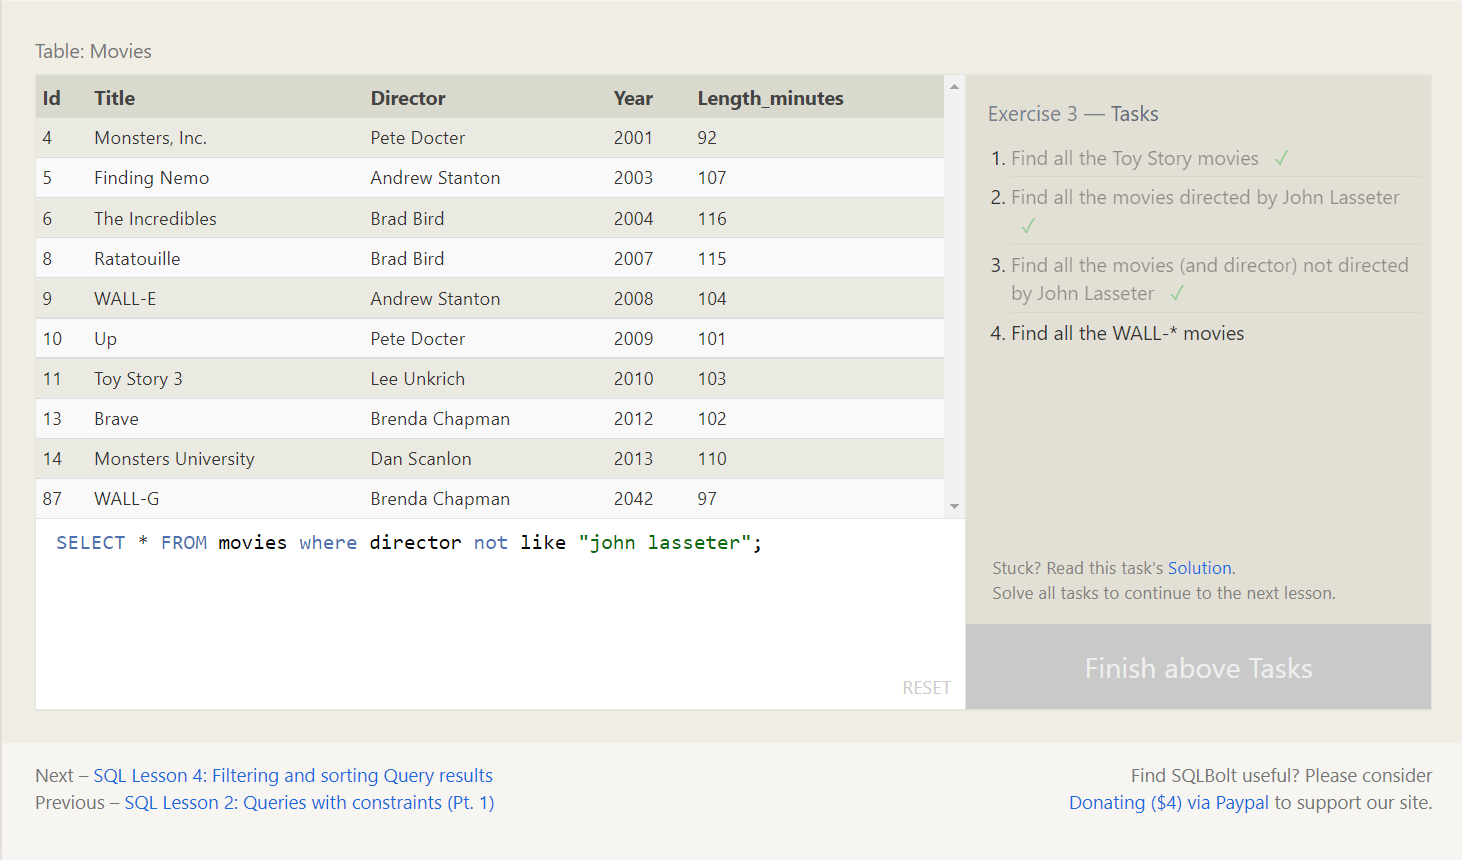 Table: Movies
Id Title Director Year Length_minutes
4 Monsters, Inc. Pete Docter 2001 92
5 Finding Nemo Andrew Stanton 2003 107
6 The Incredibles Brad Bird 2004 116
8 Ratatouille Brad Bird 2007 115
9 WALL-E Andrew Stanton 2008 104
10 Up Pete Docter 2009 101
11 Toy Story 3 Lee Unkrich 2010 103
13 Brave Brenda Chapman 2012 102
14 Monsters University Dan Scanlon 2013 110
87 WALL-G Brenda Chapman 2042 97
SELECT * FROM movies where director not like "john lasseter";
RESET
Exercise 3 — Tasks
1. Find all the Toy Story movies ✓
2. Find all the movies directed by John Lasseter
✓
3. Find all the movies (and director) not directed
by John Lasseter ✓
4. Find all the WALL-* movies
Stuck? Read this task's Solution.
Solve all tasks to continue to the next lesson.
Finish above Tasks
Next – SQL Lesson 4: Filtering and sorting Query results
Previous – SQL Lesson 2: Queries with constraints (Pt. 1)
Find SQLBolt useful? Please consider
Donating ($4) via Paypal to support our site.